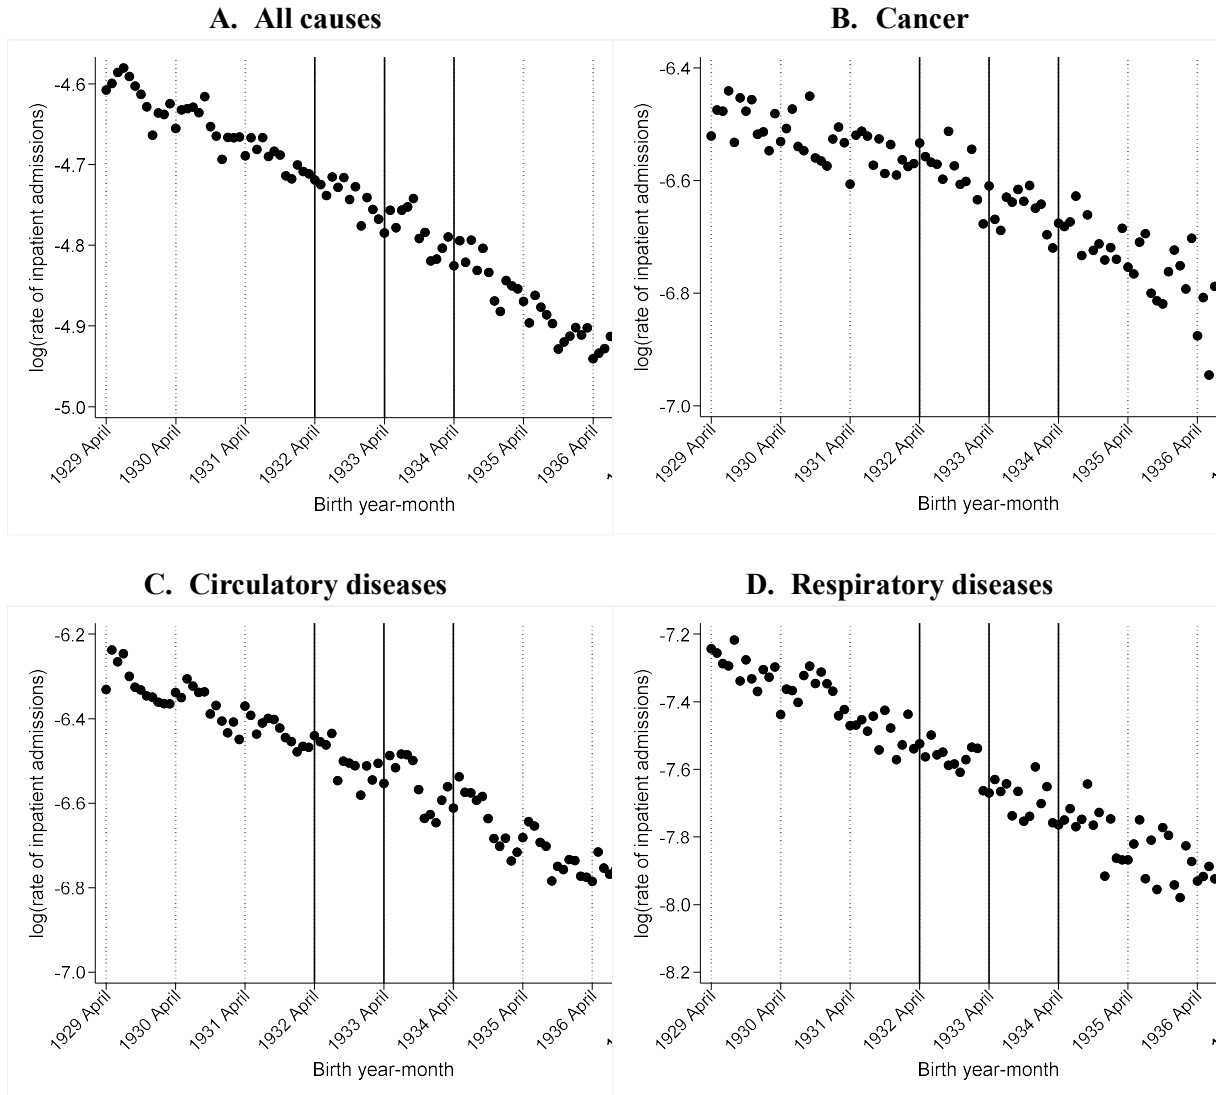 A. All causes
log(rate of inpatient admissions)
-4.6
-4.7
-4.8
-4.9
-5.0
1929 April
1930 April
1931 April
1932 April
1933 April
1934 April
1935 April
1936 April
Birth year-month
B. Cancer
log(rate of inpatient admissions)
-6.4
-6.6
-6.8
-7.0
1929 April
1930 April
1931 April
1932 April
1933 April
1934 April
1935 April
1936 April
Birth year-month
C. Circulatory diseases
log(rate of inpatient admissions)
-6.2
-6.4
-6.6
-6.8
-7.0
1929 April
1930 April
1931 April
1932 April
1933 April
1934 April
1935 April
1936 April
Birth year-month
D. Respiratory diseases
log(rate of inpatient admissions)
-7.2
-7.4
-7.6
-7.8
-8.0
-8.2
1929 April
1930 April
1931 April
1932 April
1933 April
1934 April
1935 April
1936 April
Birth year-month